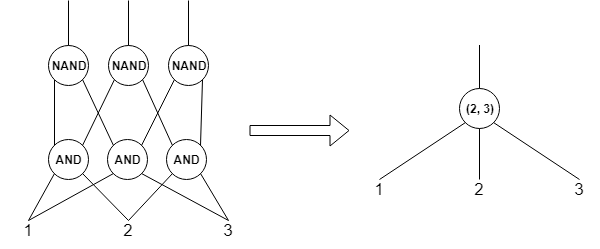 NAND NAND NAND
(2, 3)
AND AND AND
1 2 3
1 2 3